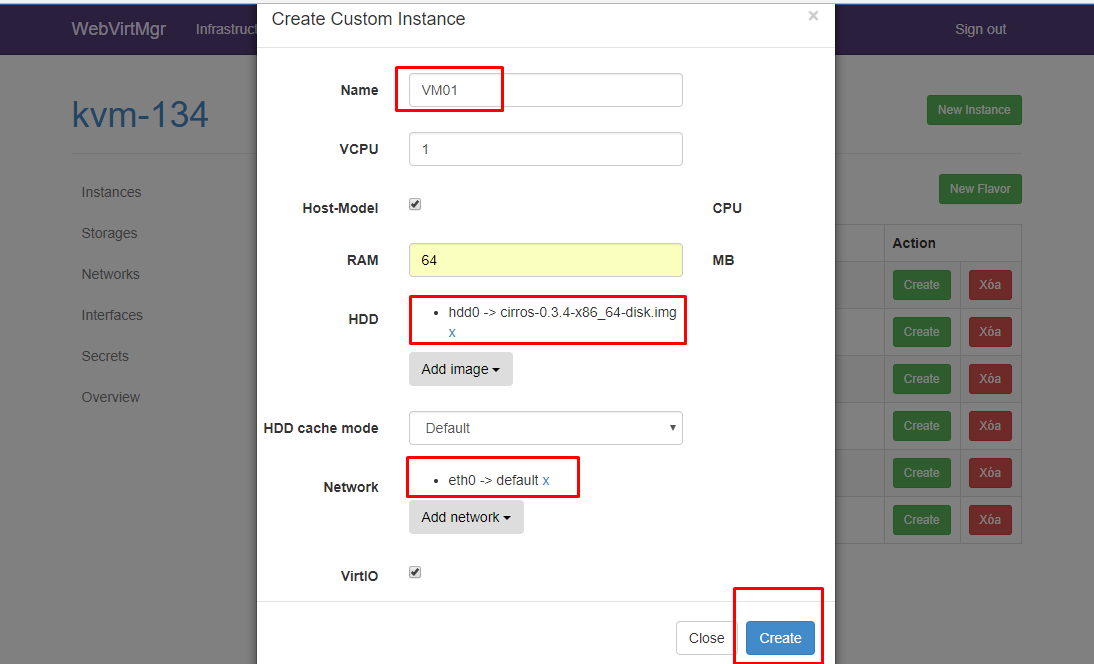 Create Custom Instance ×
WebVirtMgr Infrastruct Sign out
kvm-134
New Instance
Instances
Storages
Networks
Interfaces
Secrets
Overview
New Flavor
Action
Create Xóa
Create Xóa
Create Xóa
Create Xóa
Create Xóa
Create Xóa
Name VM01
VCPU 1
Host-Model CPU
RAM 64 MB
HDD • hdd0 -> cirros-0.3.4-x86_64-disk.img
x
Add image
HDD cache mode Default
Network • eth0 -> default x
Add network
VirtIO
Close Create